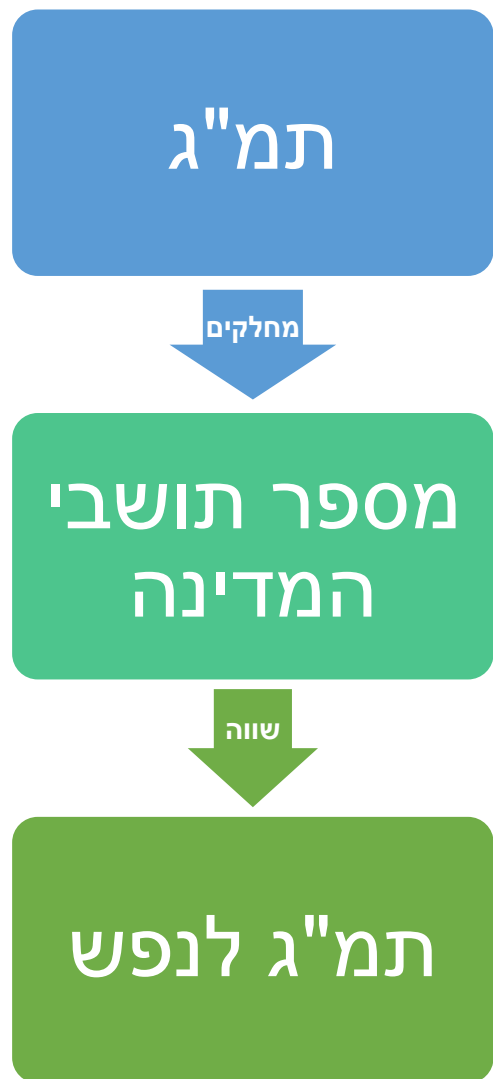 תמ"ג
מחלקים
מספר תושבי
המדינה
שווה
תמ"ג לנפש